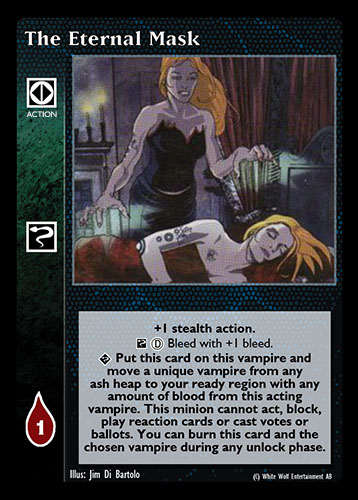 The Eternal Mask
ACTION
+1 stealth action.
D Bleed with +1 bleed.
Put this card on this vampire and
move a unique vampire from any
ash heap to your ready region with any
amount of blood from this acting
vampire. This minion cannot act, block,
play reaction cards or cast votes or
ballots. You can burn this card and the
chosen vampire during any unlock phase.
1
Illus: Jim Di Bartolo
(C) White Wolf Entertainment AB